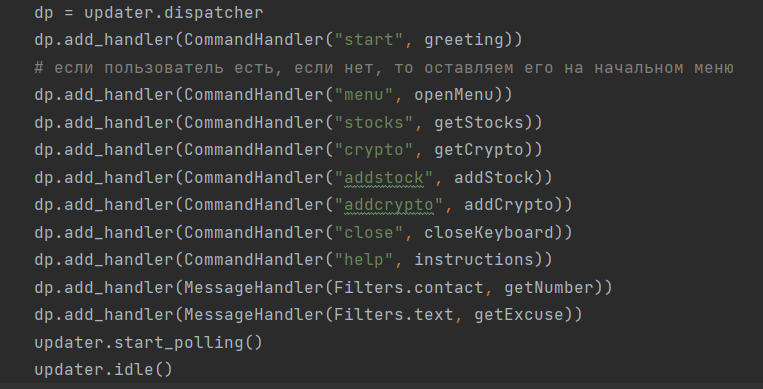 dp = updater.dispatcher
dp.add_handler(CommandHandler("start", greeting))
# если пользователь есть, если нет, то оставляем его на начальном меню
dp.add_handler(CommandHandler("menu", openMenu))
dp.add_handler(CommandHandler("stocks", getStocks))
dp.add_handler(CommandHandler("crypto", getCrypto))
dp.add_handler(CommandHandler("addstock", addStock))
dp.add_handler(CommandHandler("addcrypto", addCrypto))
dp.add_handler(CommandHandler("close", closeKeyboard))
dp.add_handler(CommandHandler("help", instructions))
dp.add_handler(MessageHandler(Filters.contact, getNumber))
dp.add_handler(MessageHandler(Filters.text, getExcuse))
updater.start_polling()
updater.idle()